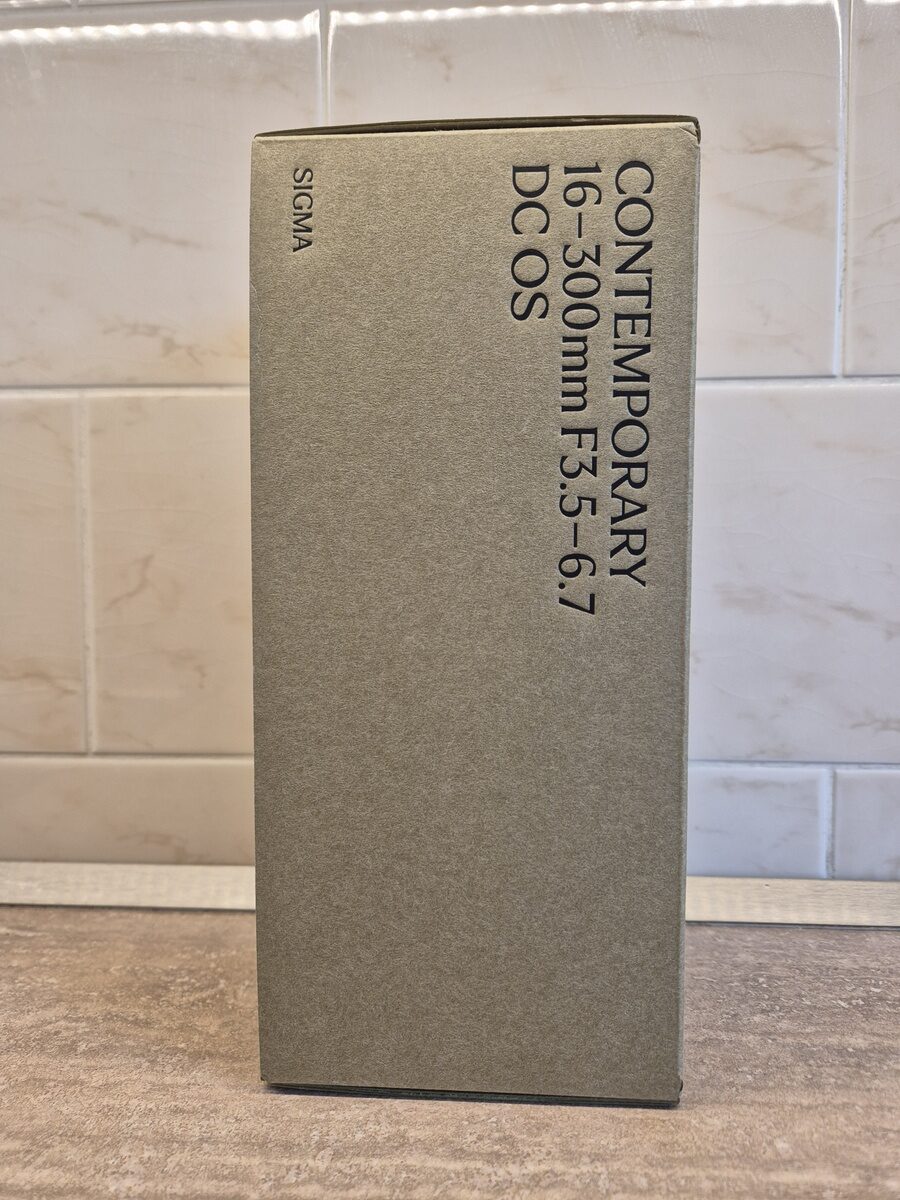 CONTEMPORARY
16–300mm F3.5–6.7
DC OS
SIGMA